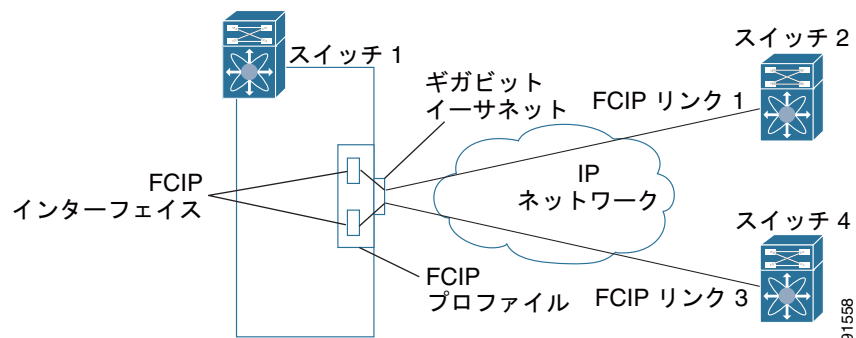 スイッチ 1
スイッチ 2
ギガビット
イーサネット
FCIP リンク 1
FCIP
インターフェイス
IP
ネットワーク
スイッチ 4
FCIP
プロファイル
FCIP リンク 3
91558